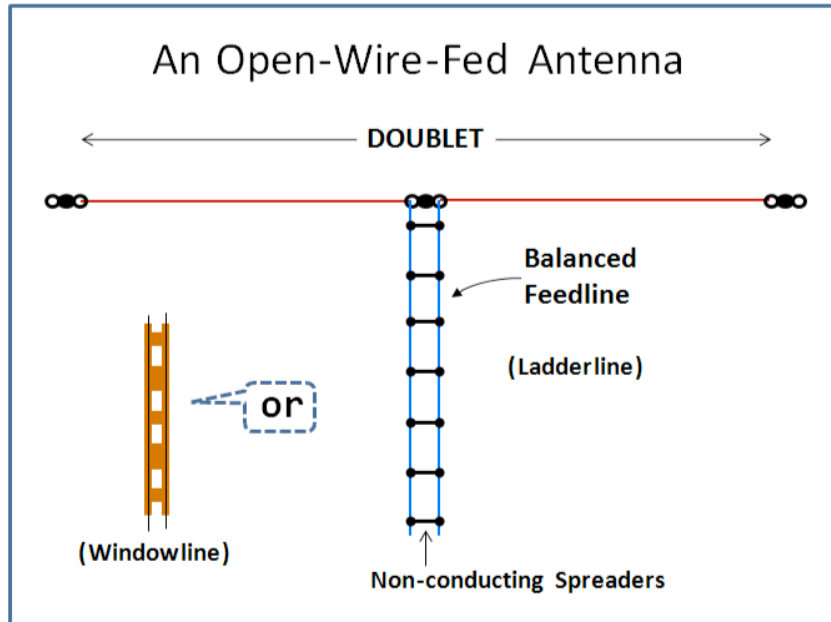 An Open-Wire-Fed Antenna
DOUBLET
Balanced
Feedline
(Ladderline)
or
(Windowline)
Non-conducting Spreaders